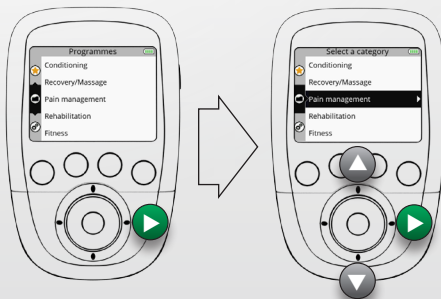 Programmes
Conditioning
Recovery/Massage
Pain management
Rehabilitation
Fitness
Select a category
Conditioning
Recovery/Massage
Pain management
Rehabilitation
Fitness